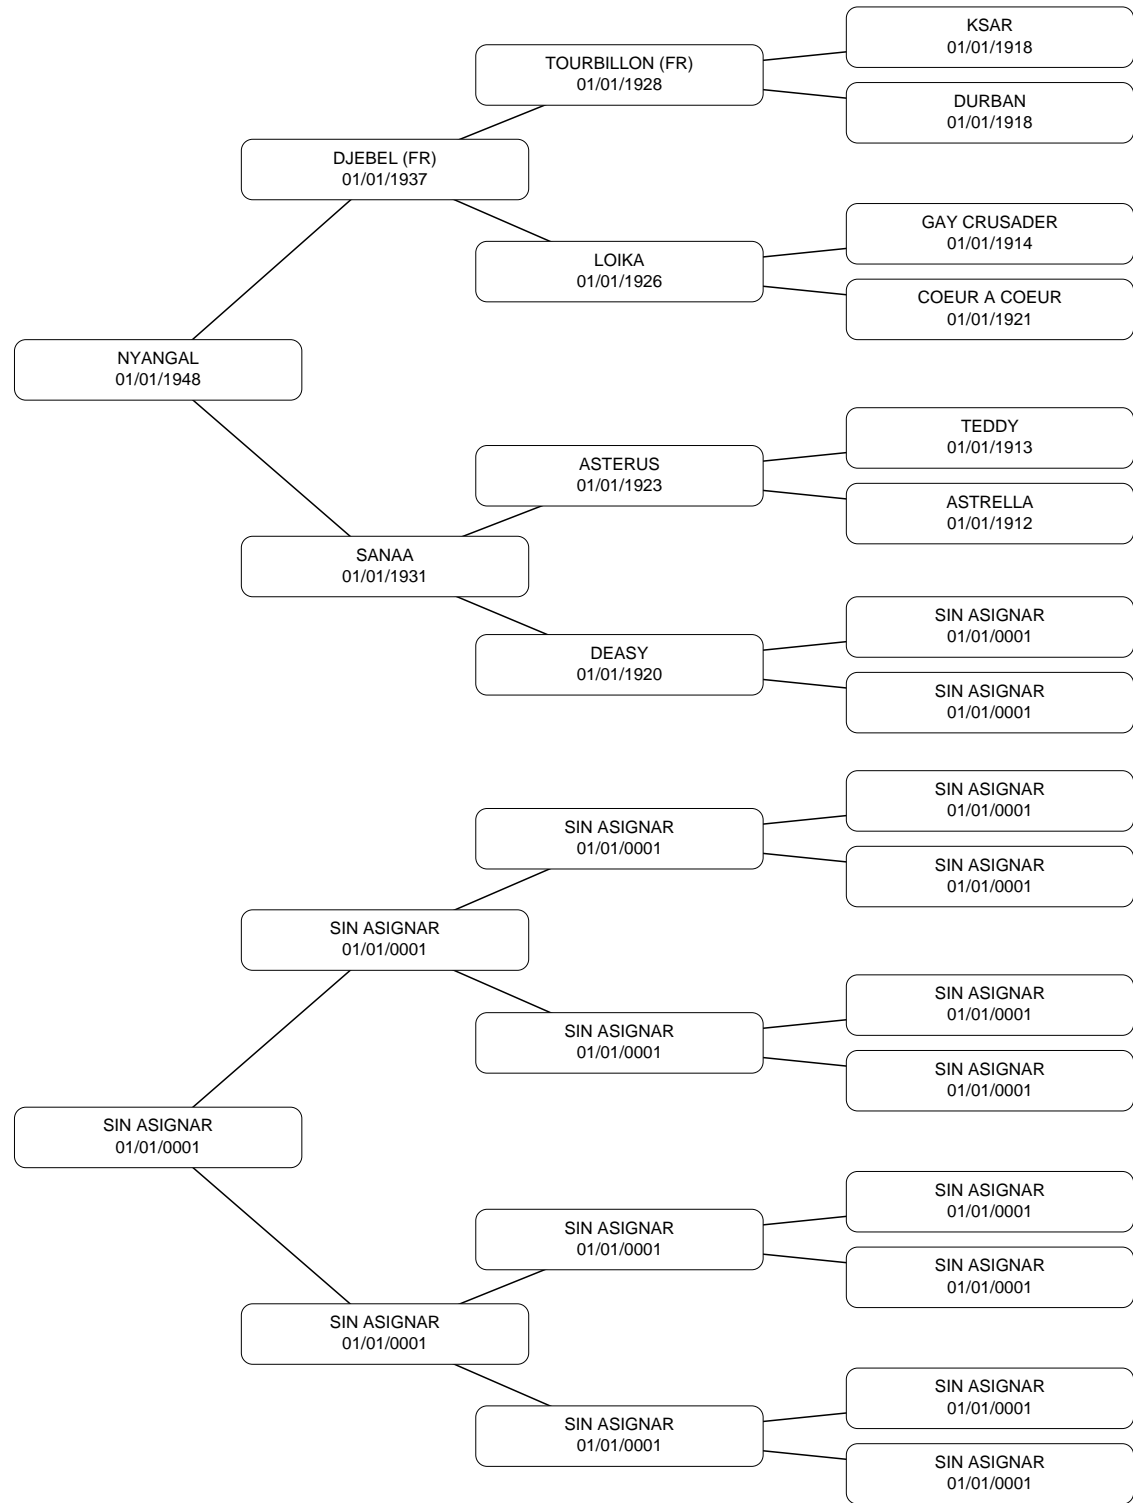 KSAR
01/01/1918
TOURBILLON (FR)
01/01/1928
DURBAN
01/01/1918
DJEBEL (FR)
01/01/1937
GAY CRUSADER
01/01/1914
LOIKA
01/01/1926
COEUR A COEUR
01/01/1921
NYANGAL
01/01/1948
TEDDY
01/01/1913
ASTERUS
01/01/1923
ASTRELLA
01/01/1912
SANAA
01/01/1931
SIN ASIGNAR
01/01/0001
DEASY
01/01/1920
SIN ASIGNAR
01/01/0001
SIN ASIGNAR
01/01/0001
SIN ASIGNAR
01/01/0001
SIN ASIGNAR
01/01/0001
SIN ASIGNAR
01/01/0001
SIN ASIGNAR
01/01/0001
SIN ASIGNAR
01/01/0001
SIN ASIGNAR
01/01/0001
SIN ASIGNAR
01/01/0001
SIN ASIGNAR
01/01/0001
SIN ASIGNAR
01/01/0001
SIN ASIGNAR
01/01/0001
SIN ASIGNAR
01/01/0001
SIN ASIGNAR
01/01/0001
SIN ASIGNAR
01/01/0001
SIN ASIGNAR
01/01/0001